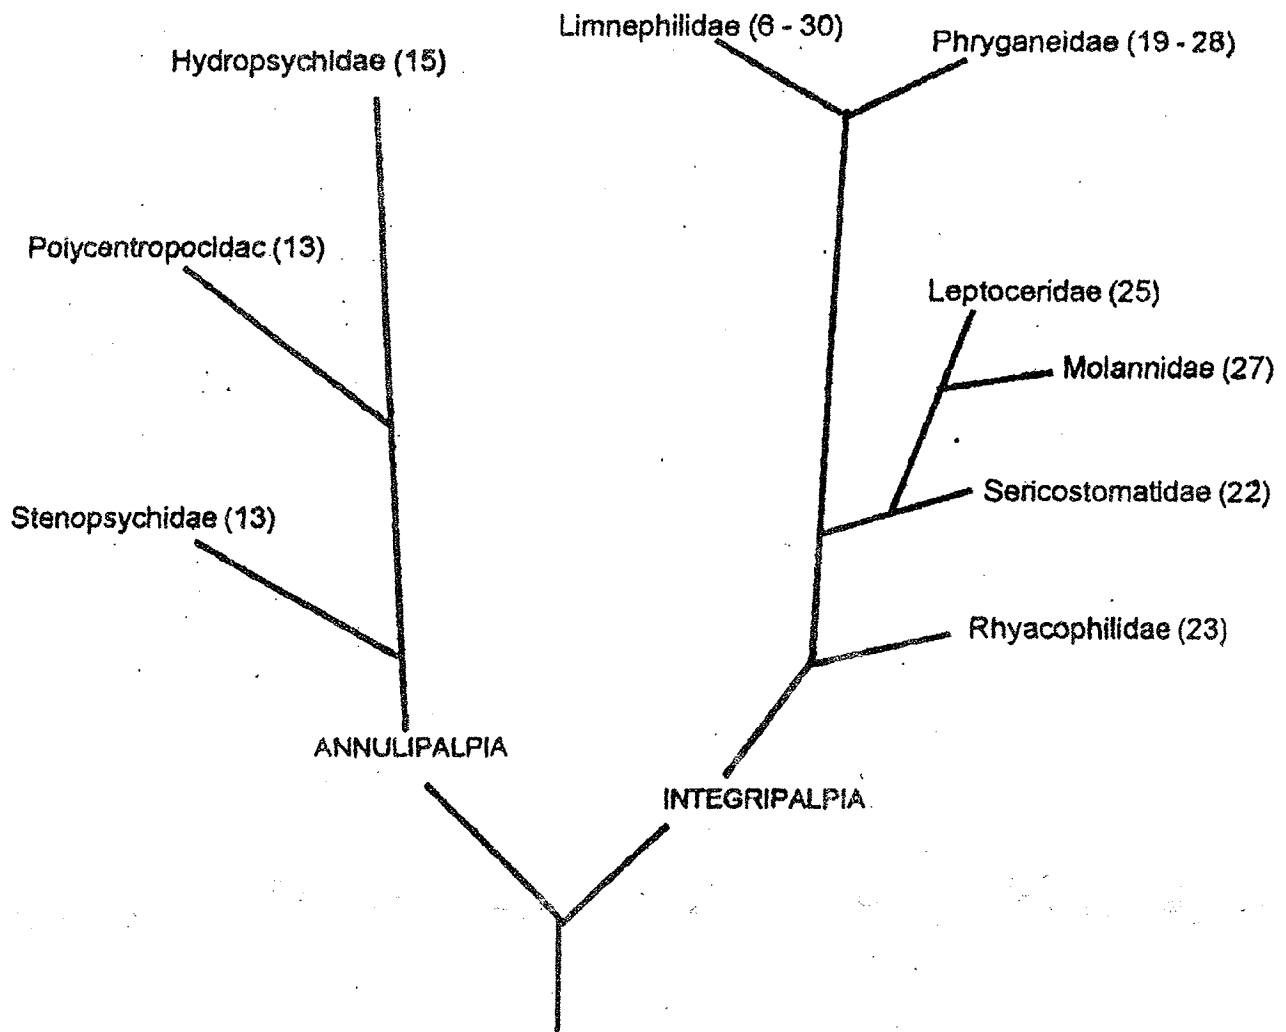 Limnephilidae (6 - 30)
Phryganeidae (19 - 28)
Hydropsychidae (15)
Polycentropocidac (13)
Leptoceridae (25)
Molannidae (27)
Sericostomatidae (22)
Stenopsychidae (13)
Rhyacophilidae (23)
ANNULIPALPIA
INTEGRIPALPIA